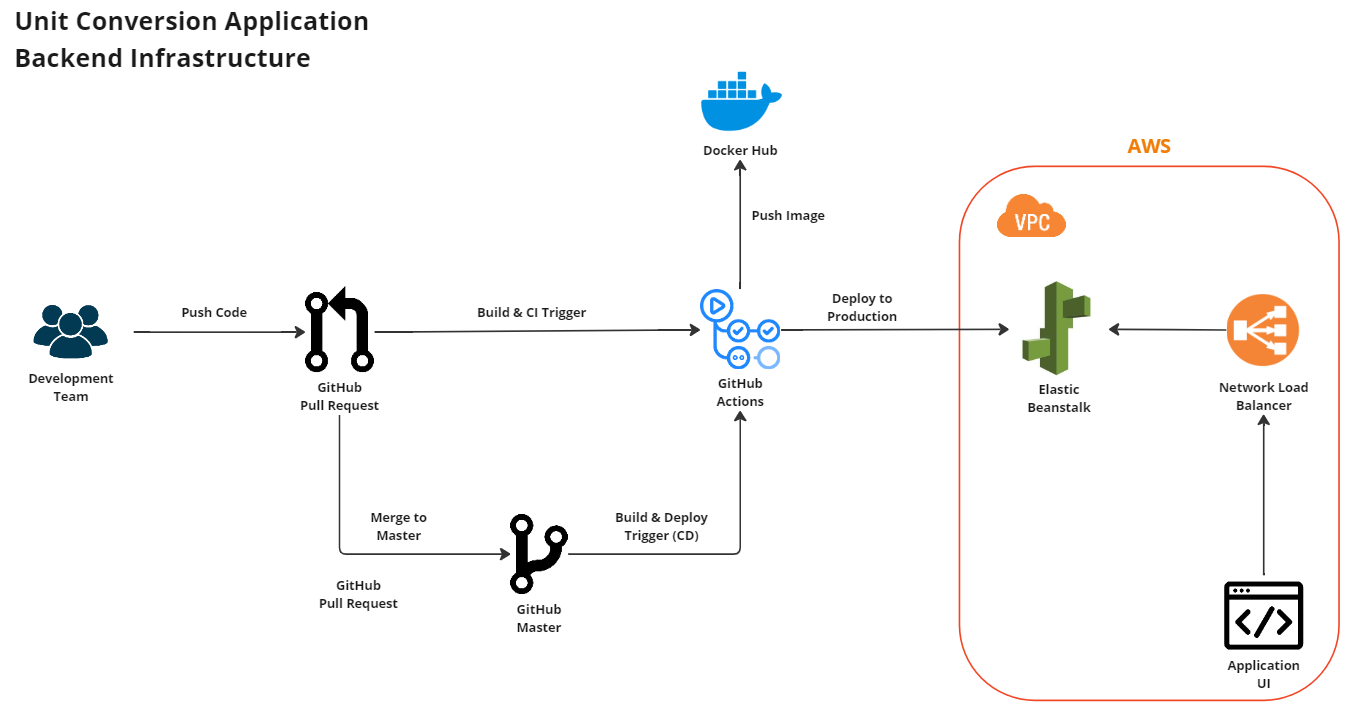 Unit Conversion Application
Backend Infrastructure
Docker Hub
AWS
Push Image
VPC
Push Code
Build & CI Trigger
Deploy to
Production
Development
Team
GitHub
Pull Request
GitHub
Actions
Elastic
Beanstalk
Network Load
Balancer
Merge to
Master
Build & Deploy
Trigger (CD)
GitHub
Pull Request
GitHub
Master
Application
UI